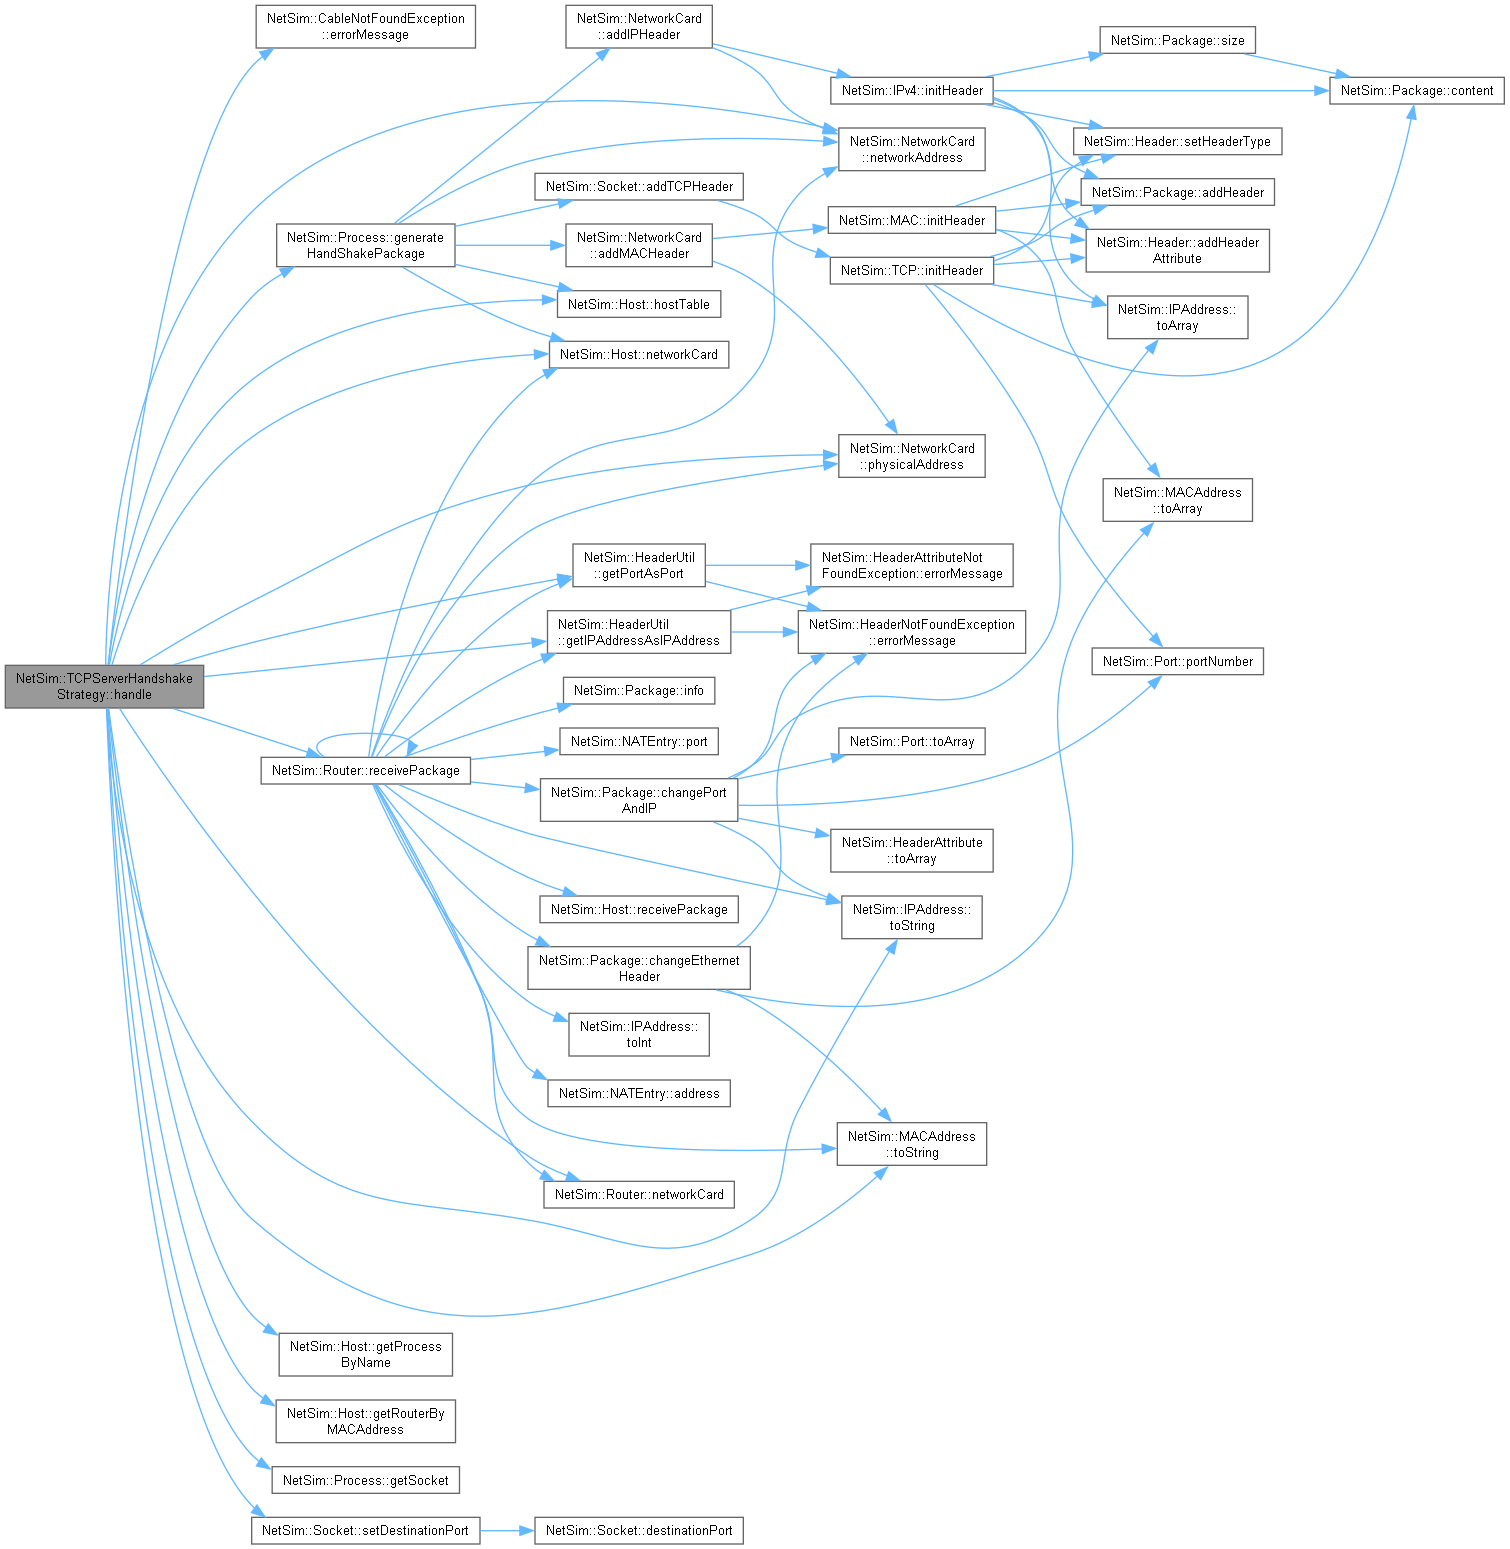 NetSim::TCPServerHandshake
Strategy::handle
NetSim::CableNotFoundException
::errorMessage
NetSim::Process::generate
HandShakePackage
NetSim::Router::receivePackage
NetSim::Host::getProcess
ByName
NetSim::Host::getRouterBy
MACAddress
NetSim::Process::getSocket
NetSim::Socket::setDestinationPort
NetSim::NetworkCard
::addIPHeader
NetSim::Socket::addTCPHeader
NetSim::NetworkCard
::addMACHeader
NetSim::Host::hostTable
NetSim::Host::networkCard
NetSim::HeaderUtil
::getPortAsPort
NetSim::HeaderUtil
::getIPAddressAsIPAddress
NetSim::Package::info
NetSim::NATEntry::port
NetSim::Package::changePort
AndIP
NetSim::Host::receivePackage
NetSim::Package::changeEthernet
Header
NetSim::IPAddress::
toInt
NetSim::NATEntry::address
NetSim::Router::networkCard
NetSim::Socket::destinationPort
NetSim::IPv4::initHeader
NetSim::NetworkCard
::networkAddress
NetSim::MAC::initHeader
NetSim::TCP::initHeader
NetSim::NetworkCard
::physicalAddress
NetSim::HeaderAttributeNot
FoundException::errorMessage
NetSim::HeaderNotFoundException
::errorMessage
NetSim::Port::toArray
NetSim::HeaderAttribute
::toArray
NetSim::IPAddress::
toString
NetSim::MACAddress
::toString
NetSim::Package::size
NetSim::Header::setHeaderType
NetSim::Package::addHeader
NetSim::Header::addHeader
Attribute
NetSim::IPAddress::
toArray
NetSim::MACAddress
::toArray
NetSim::Port::portNumber
NetSim::Package::content